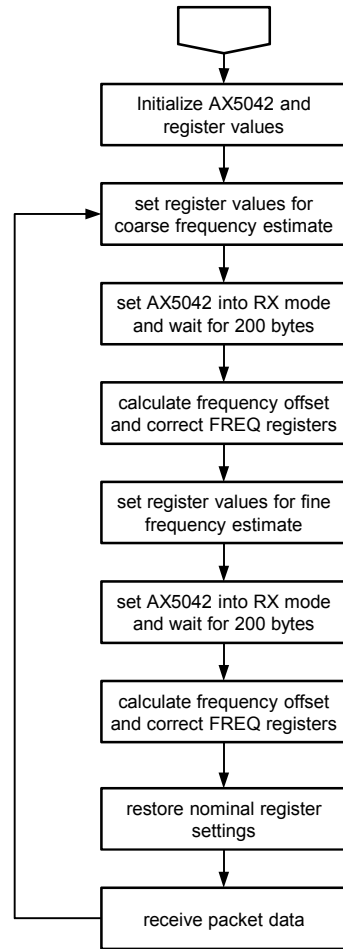 Initialize AX5042 and
register values
set register values for
coarse frequency estimate
set AX5042 into RX mode
and wait for 200 bytes
calculate frequency offset
and correct FREQ registers
set register values for fine
frequency estimate
set AX5042 into RX mode
and wait for 200 bytes
calculate frequency offset
and correct FREQ registers
restore nominal register
settings
receive packet data